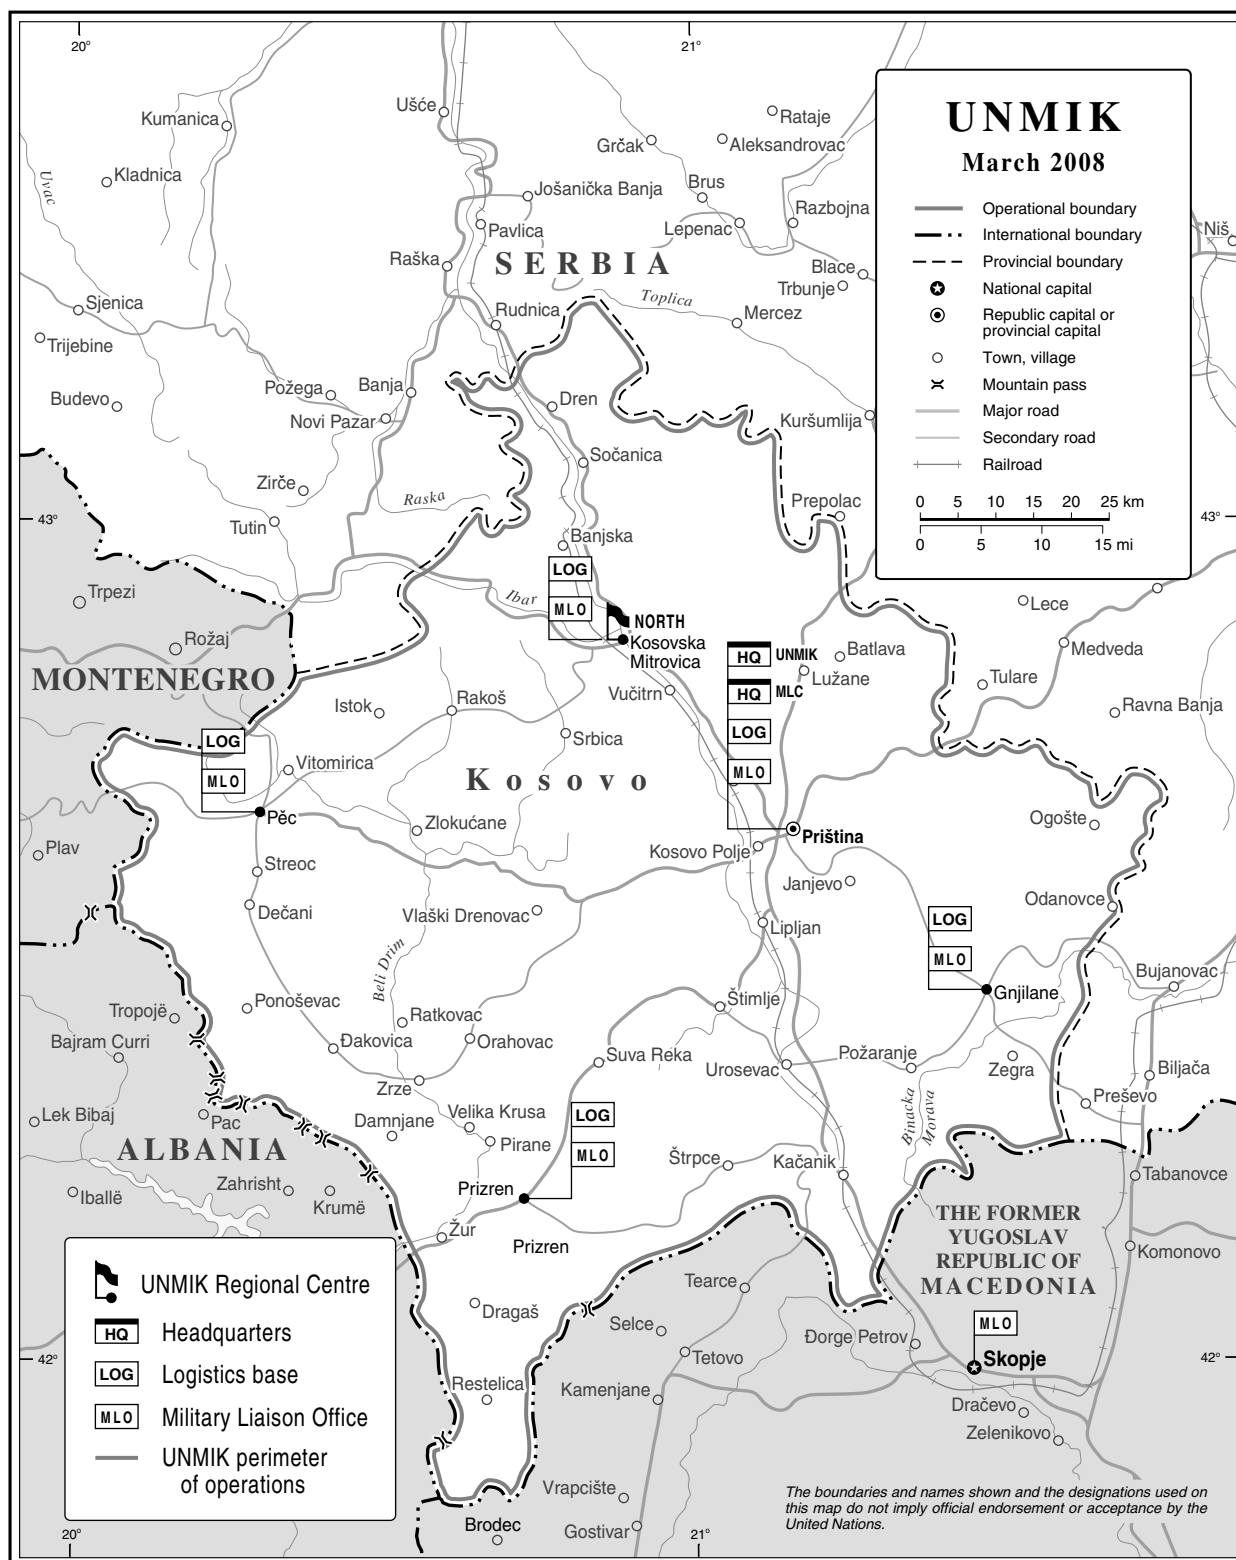 20°
21°
UNMIK
March 2008
Operational boundary
International boundary
Provincial boundary
National capital
Republic capital or
provincial capital
Town, village
Mountain pass
Major road
Secondary road
Railroad
0 5 10 15 20 25 km
0 5 10 15 mi
Ušće
Kumanica
Rataje
Grčak
Aleksandrovac
Kladnica
Uvac
Jošanička Banja
Brus
Razbojna
Pavlica
Lepenac
Niš
Raška
SERBIA
Blace
Trbunje
Toplica
Sjenica
Rudnica
Mercez
Trijebine
Požega
Banja
Budevo
Dren
Novi Pazar
Kuršumlija
Sočanica
Zirče
Raska
Prepolac
43°
43°
Tutin
Banjska
LOG
Trpezi
Ibar
MLO
NORTH
Lece
Kosovska
Mitrovica
Rožaj
HQ UNMIK
Batlava
Medveda
MONTENEGRO
Lužane
HQ MLC
Tulare
Vučitrn
Istok
Rakoš
Ravna Banja
LOG
LOG
Srbica
Vitomirica
MLO
MLO
Kosovo
Pěc
Zlokućane
Ogošte
Priština
Plav
Kosovo Polje
Streoc
Janjevo
Odanovce
Dečani
Vlaški Drenovac
LOG
Lipljan
Beli Drim
MLO
Bujanovac
Gnjilane
Ponoševac
Štimlje
Tropojë
Ratkovac
Bajram Curri
Đakovica
Orahovac
Suva Reka
Požaranje
Urosevac
Zegra
Biljača
Zrze
Preševo
Lek Bibaj
Pac
Velika Krusa
LOG
Binacka
Morava
Damnjane
Pirane
ALBANIA
MLO
Štrpce
Kačanik
Tabanovce
Iballë
Zahrisht
Krumë
Prizren
THE FORMER
YUGOSLAV
REPUBLIC OF
MACEDONIA
Žur
Prizren
Komonovo
Tearce
Dragaš
Selce
Đorge Petrov
MLO
Tetovo
Skopje
42°
42°
Restelica
Kamenjane
Dračevo
Zelenikovo
UNMIK Regional Centre
HQ Headquarters
LOG Logistics base
MLO Military Liaison Office
UNMIK perimeter
of operations
Vrapcište
Brodec
Gostivar
The boundaries and names shown and the designations used on
this map do not imply official endorsement or acceptance by the
United Nations.
20°
21°